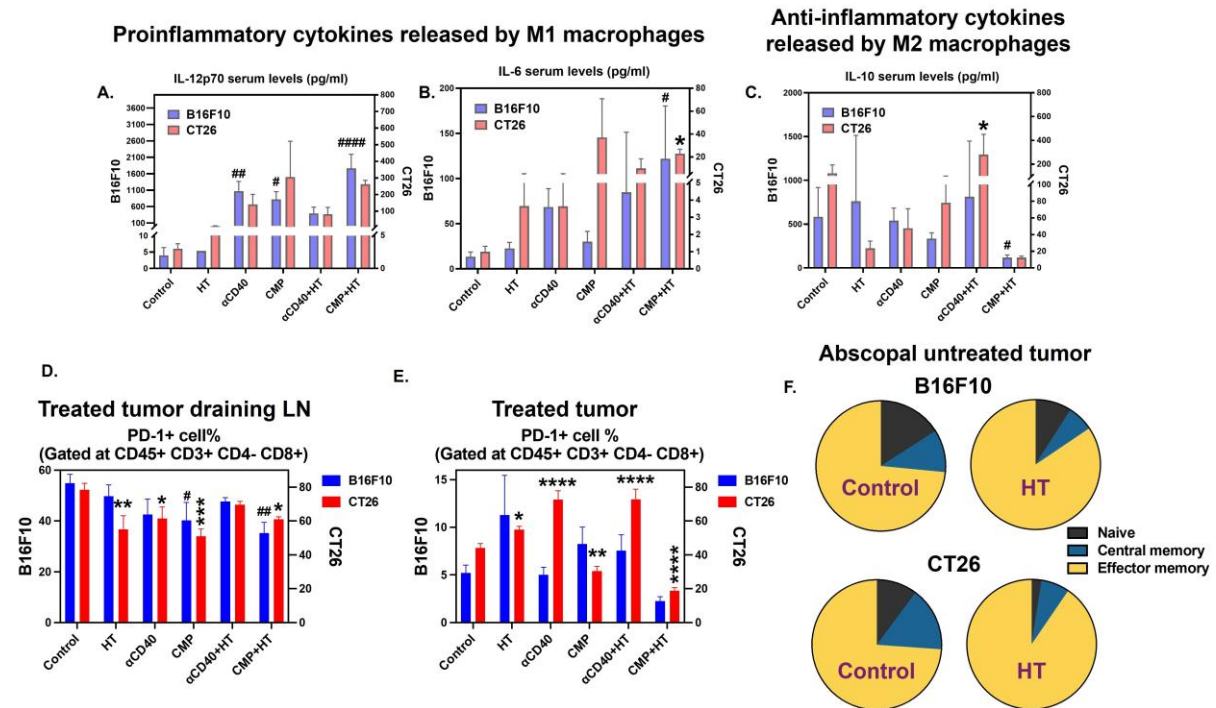 Proinflammatory cytokines released by M1 macrophages
Anti-inflammatory cytokines
released by M2 macrophages
A.
IL-12p70 serum levels (pg/ml)
B16F10
CT26
3600
3100
2600
2100
1600
1100
600
100
10
5
0
B16F10
800
700
600
500
400
300
200
100
5
0
CT26
##
#
####
Control
HT
αCD40
CMP
αCD40+HT
CMP+HT
B.
IL-6 serum levels (pg/ml)
B16F10
CT26
200
150
100
50
0
B16F10
80
60
40
20
5
4
3
2
1
0
CT26
#
*
Control
HT
αCD40
CMP
αCD40+HT
CMP+HT
C.
IL-10 serum levels (pg/ml)
B16F10
CT26
2000
1500
1000
500
0
B16F10
800
600
400
200
100
80
60
40
20
0
CT26
*
#
Control
HT
αCD40
CMP
αCD40+HT
CMP+HT
D.
Treated tumor draining LN
PD-1+ cell%
(Gated at CD45+ CD3+ CD4- CD8+)
60
40
20
0
B16F10
80
60
40
20
0
CT26
B16F10
CT26
**
*
#
***
##
*
Control
HT
αCD40
CMP
αCD40+HT
CMP+HT
E.
Treated tumor
PD-1+ cell %
(Gated at CD45+ CD3+ CD4- CD8+)
15
10
5
0
B16F10
80
60
40
20
0
CT26
B16F10
CT26
*
****
**
****
****
Control
HT
αCD40
CMP
αCD40+HT
CMP+HT
F.
Abscopal untreated tumor
B16F10
Control
HT
Naive
Central memory
Effector memory
CT26
Control
HT